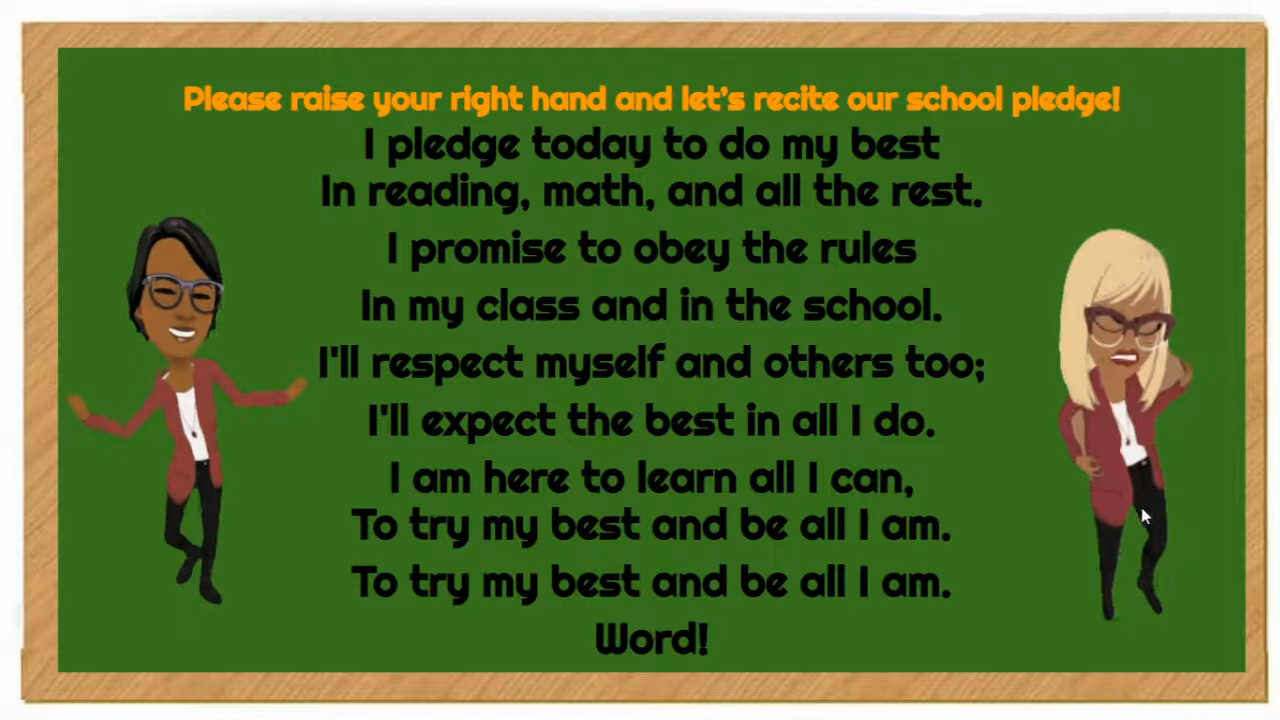 Please raise your right hand and let's recite our school pledge!
I pledge today to do my best
In reading, math, and all the rest.
I promise to obey the rules
In my class and in the school.
I'll respect myself and others too;
I'll expect the best in all I do.
I am here to learn all I can,
To try my best and be all I am.
To try my best and be all I am.
Word!